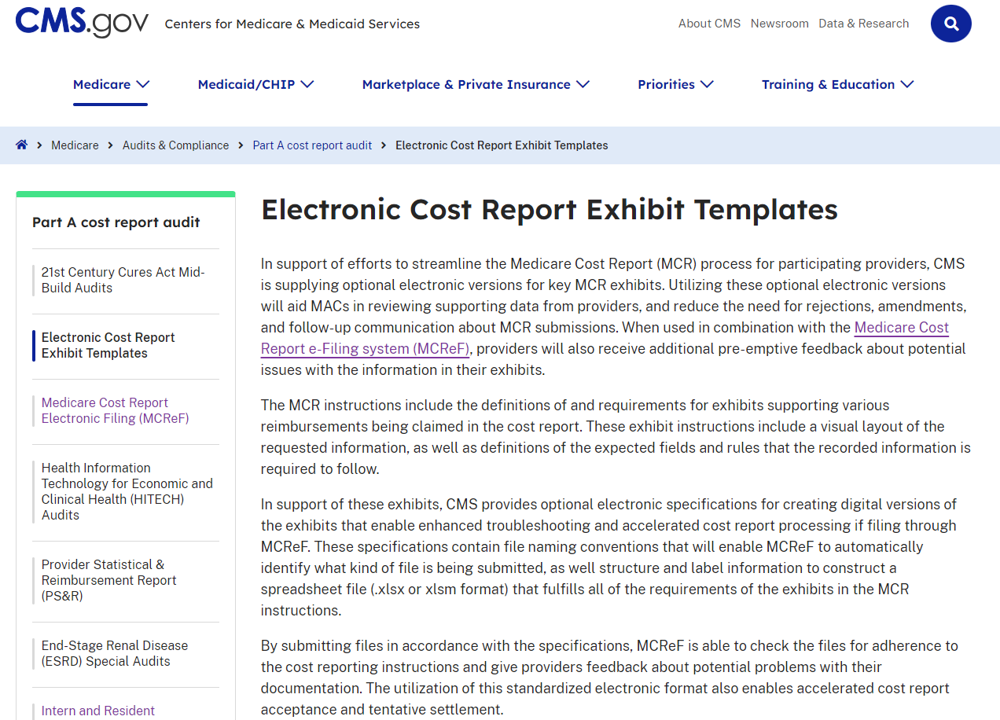 CMS.gov Centers for Medicare & Medicaid Services
About CMS Newsroom Data & Research
Medicare Medicaid/CHIP Marketplace & Private Insurance Priorities Training & Education
Medicare Audits & Compliance Part A cost report audit Electronic Cost Report Exhibit Templates
Part A cost report audit
21st Century Cures Act Mid-
Build Audits
Electronic Cost Report
Exhibit Templates
Medicare Cost Report
Electronic Filing (MCReF)
Health Information
Technology for Economic and
Clinical Health (HITECH)
Audits
Provider Statistical &
Reimbursement Report
(PS&R)
End-Stage Renal Disease
(ESRD) Special Audits
Intern and Resident
Electronic Cost Report Exhibit Templates
In support of efforts to streamline the Medicare Cost Report (MCR) process for participating providers, CMS
is supplying optional electronic versions for key MCR exhibits. Utilizing these optional electronic versions
will aid MACs in reviewing supporting data from providers, and reduce the need for rejections, amendments,
and follow-up communication about MCR submissions. When used in combination with the Medicare Cost
Report e-Filing system (MCReF), providers will also receive additional pre-emptive feedback about potential
issues with the information in their exhibits.
The MCR instructions include the definitions of and requirements for exhibits supporting various
reimbursements being claimed in the cost report. These exhibit instructions include a visual layout of the
requested information, as well as definitions of the expected fields and rules that the recorded information is
required to follow.
In support of these exhibits, CMS provides optional electronic specifications for creating digital versions of
the exhibits that enable enhanced troubleshooting and accelerated cost report processing if filing through
MCReF. These specifications contain file naming conventions that will enable MCReF to automatically
identify what kind of file is being submitted, as well structure and label information to construct a
spreadsheet file (.xlsx or xlsm format) that fulfills all of the requirements of the exhibits in the MCR
instructions.
By submitting files in accordance with the specifications, MCReF is able to check the files for adherence to
the cost reporting instructions and give providers feedback about potential problems with their
documentation. The utilization of this standardized electronic format also enables accelerated cost report
acceptance and tentative settlement.